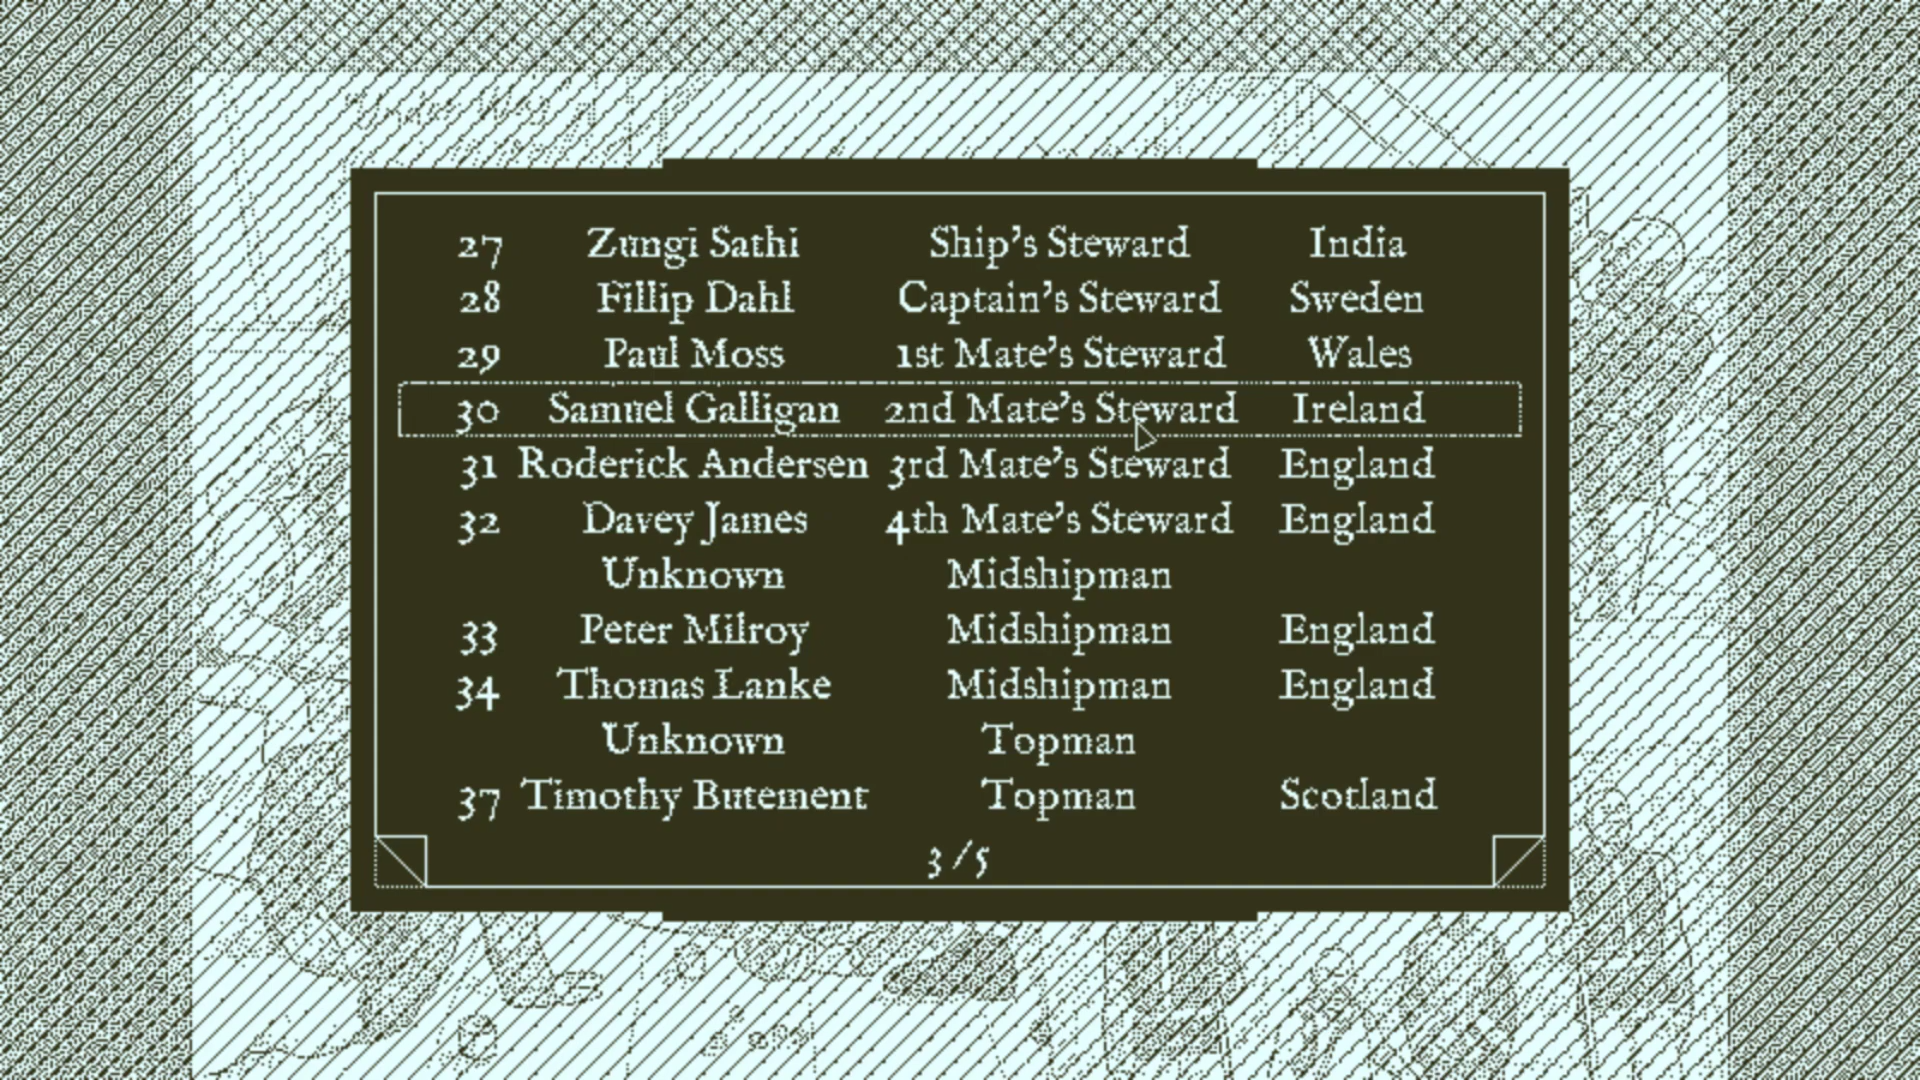 27 Zungi Sathi Ship's Steward India
28 Fillip Dahl Captain's Steward Sweden
29 Paul Moss 1st Mate's Steward Wales
30 Samuel Galligan 2nd Mate's Steward Ireland
31 Roderick Andersen 3rd Mate's Steward England
32 Davey James 4th Mate's Steward England
Unknown Midshipman
33 Peter Milroy Midshipman England
34 Thomas Lanke Midshipman England
Unknown Topman
37 Timothy Butement Topman Scotland
3/5